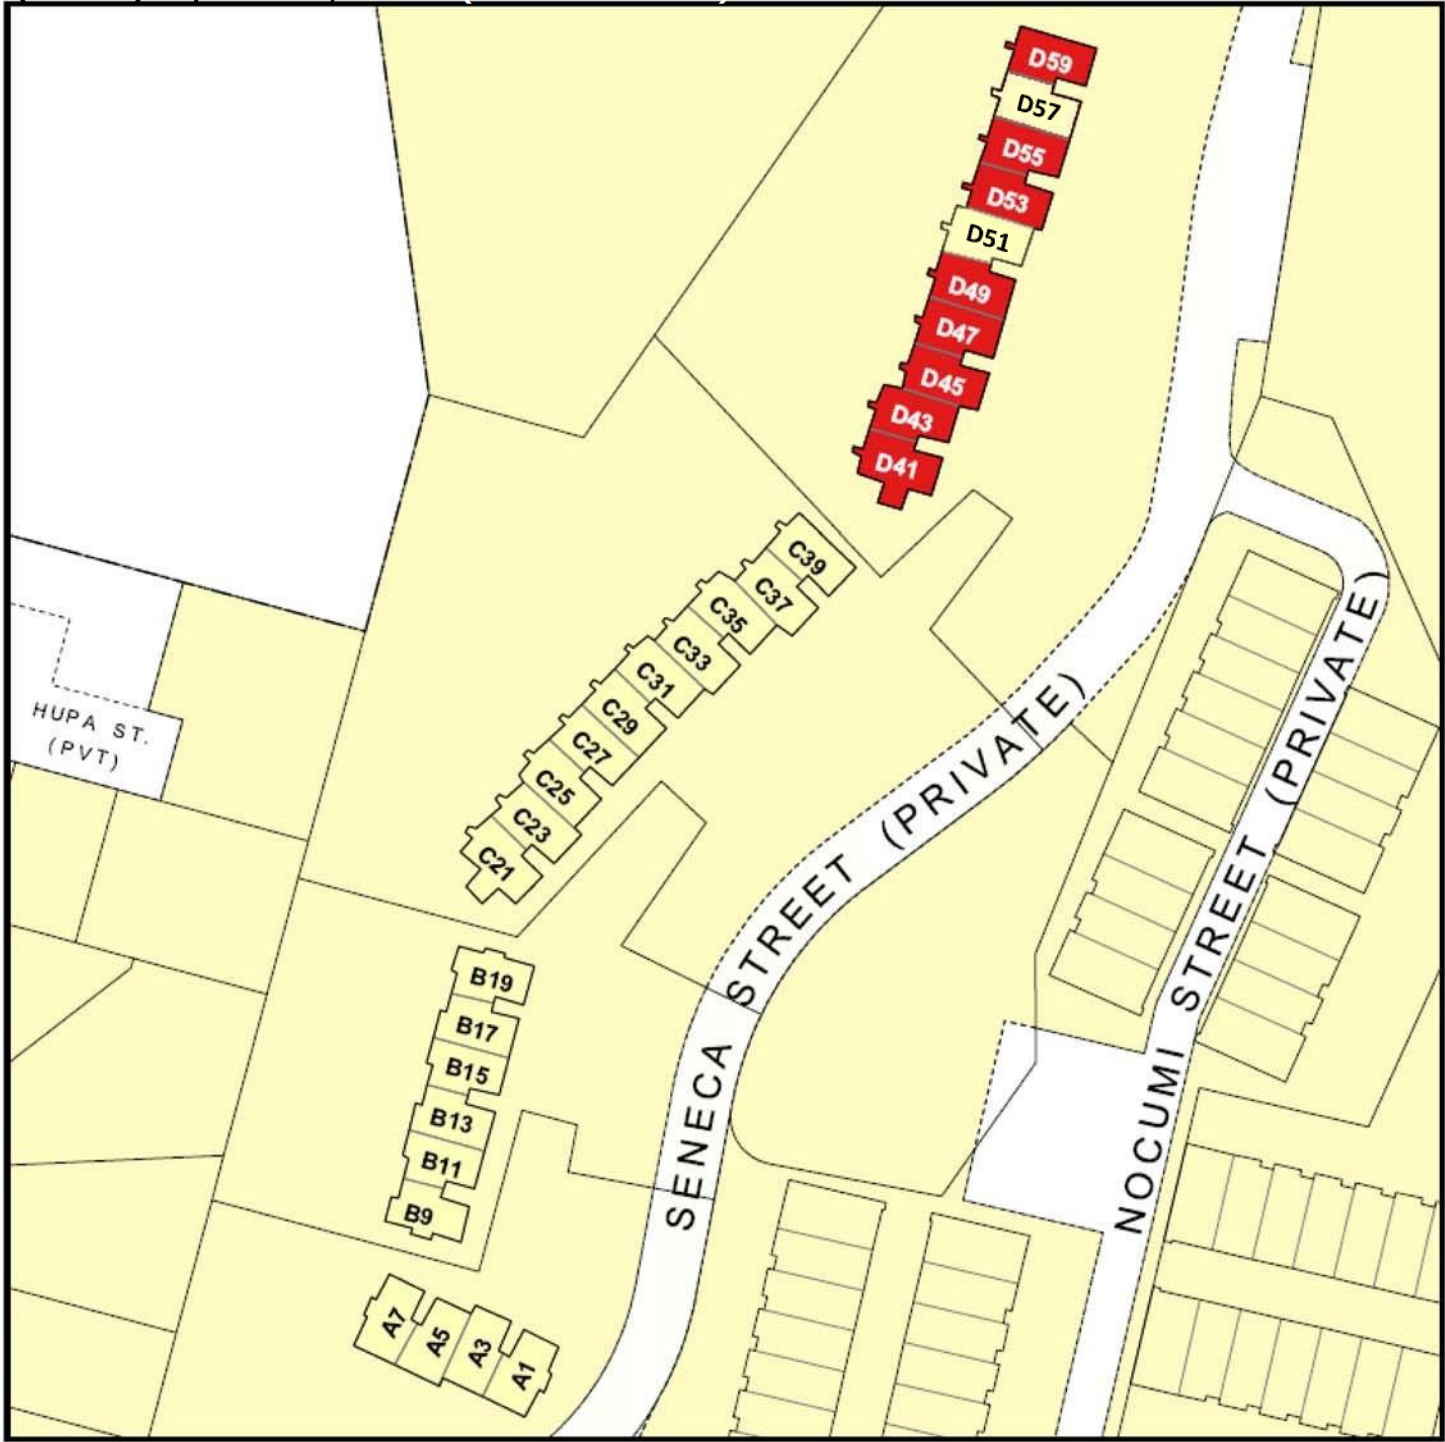 D59
D57
D55
D53
D51
D49
D47
D45
D43
D41
C39
C37
C35
C33
C31
C29
C27
C25
C23
C21
HUPA ST.
(PVT)
B19
B17
B15
B13
B11
B9
A7
A5
A3
A1
SENECA STREET (PRIVATE)
NOCUMI STREET (PRIVATE)